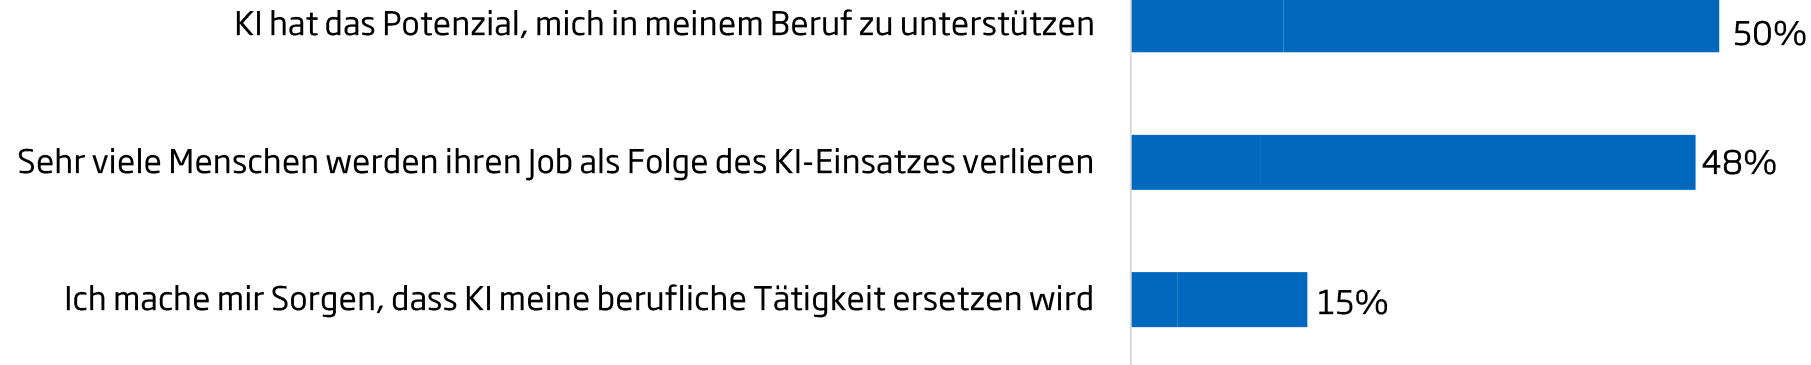 KI hat das Potenzial, mich in meinem Beruf zu unterstützen 50%
Sehr viele Menschen werden ihren Job als Folge des KI-Einsatzes verlieren 48%
Ich mache mir Sorgen, dass KI meine berufliche Tätigkeit ersetzen wird 15%